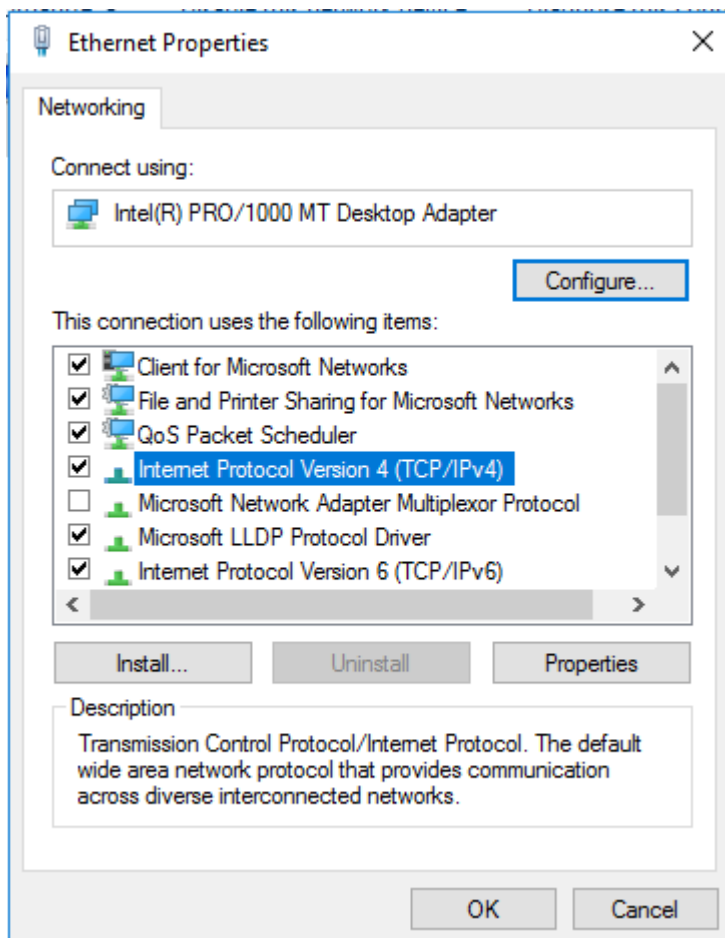 Ethernet Properties
Networking
Connect using:
Intel(R) PRO/1000 MT Desktop Adapter
Configure...
This connection uses the following items:
Client for Microsoft Networks
File and Printer Sharing for Microsoft Networks
QoS Packet Scheduler
Internet Protocol Version 4 (TCP/IPv4)
Microsoft Network Adapter Multiplexor Protocol
Microsoft LLDP Protocol Driver
Internet Protocol Version 6 (TCP/IPv6)
Install...
Uninstall
Properties
Description
Transmission Control Protocol/Internet Protocol. The default
wide area network protocol that provides communication
across diverse interconnected networks.
OK
Cancel